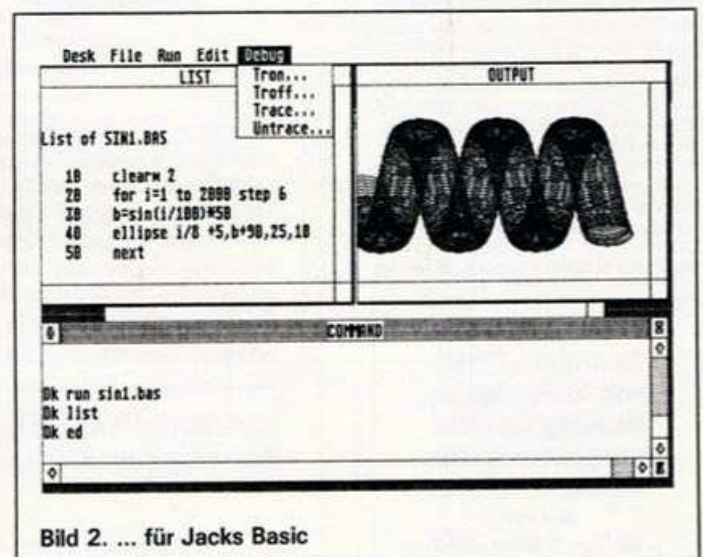 Desk File Run Edit Debug
LIST
Tron...
Troff...
Trace...
Untrace...
List of SIN1.BAS
10 clearw 2
20 for i=1 to 2000 step 6
30 b=sin(i/100)*50
40 ellipse i/8 +5,b+90,25,10
50 next
OUTPUT
COMMAND
Ok run sin1.bas
Ok list
Ok ed
Bild 2. ... für Jacks Basic